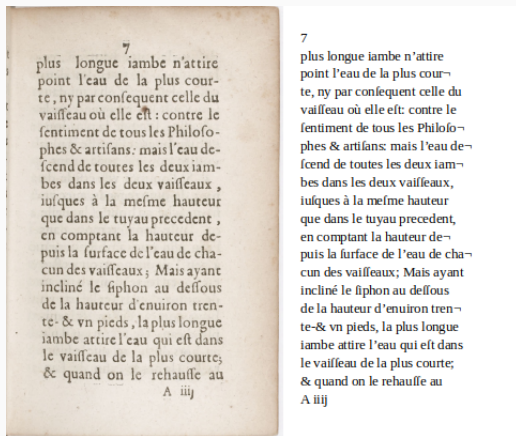 7
plus longue iambe n'attire
point l'eau de la plus cour-
te, ny par conſequent celle du
vaiſſeau où elle eſt : contre le
ſentiment de tous les Philoſo-
phes & artiſans: mais l'eau de-
ſcend de toutes les deux iam-
bes dans les deux vaiſſeaux ,
iuſques à la meſme hauteur
que dans le tuyau precedent ,
en comptant la hauteur de-
puis la ſurface de l'eau de cha-
cun des vaiſſeaux ; Mais ayant
incliné le ſiphon au deſſous
de la hauteur d'enuiron tren-
te- & vn pieds , la plus longue
iambe attire l'eau qui eſt dans
le vaiſſeau de la plus courte;
& quand on le rehauſſe au
A iiij
7
plus longue iambe n’attire
point l’eau de la plus cour¬
te, ny par conſequent celle du
vaiſſeau où elle eſt: contre le
ſentiment de tous les Philoſo¬
phes & artiſans: mais l’eau de¬
ſcend de toutes les deux iam¬
bes dans les deux vaiſſeaux,
iuſques à la meſme hauteur
que dans le tuyau precedent,
en comptant la hauteur de¬
puis la ſurface de l’eau de cha¬
cun des vaiſſeaux; Mais ayant
incliné le ſiphon au deſſous
de la hauteur d’enuiron tren¬
te-& vn pieds, la plus longue
iambe attire l’eau qui eſt dans
le vaiſſeau de la plus courte;
& quand on le rehauſſe au
A iiij